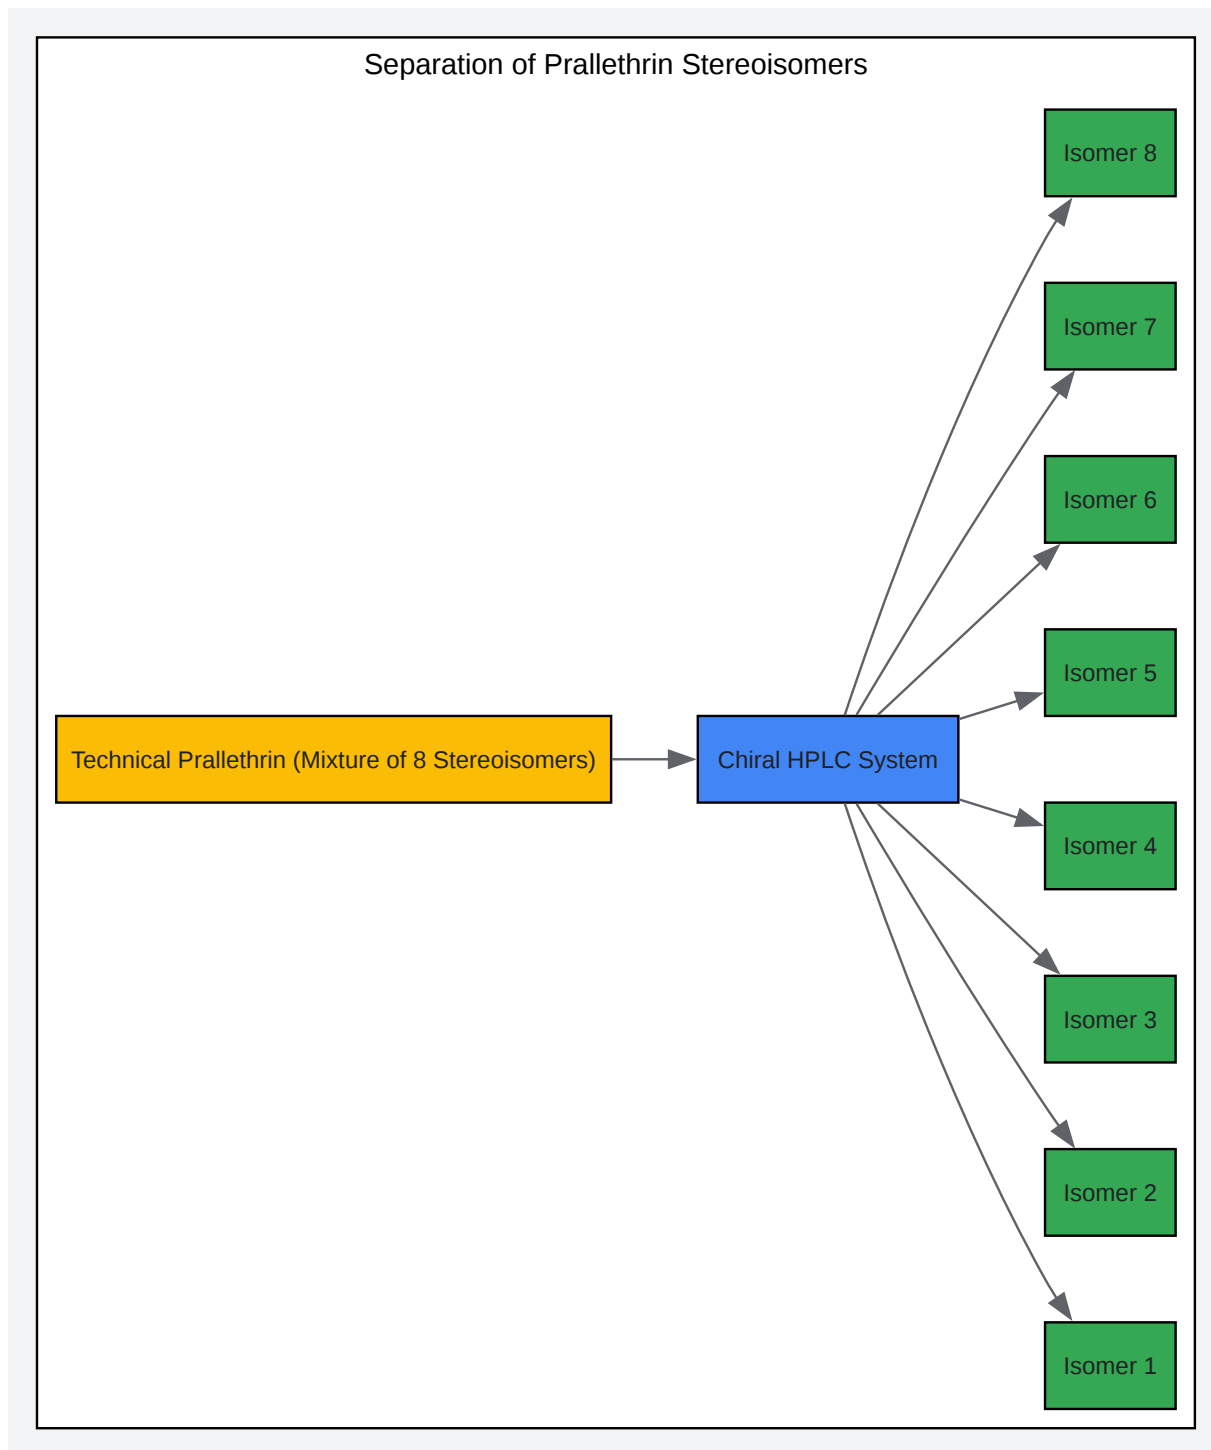 Separation of Prallethrin Stereoisomers
Isomer 8
Isomer 7
Isomer 6
Isomer 5
Technical Prallethrin (Mixture of 8 Stereoisomers)
Chiral HPLC System
Isomer 4
Isomer 3
Isomer 2
Isomer 1